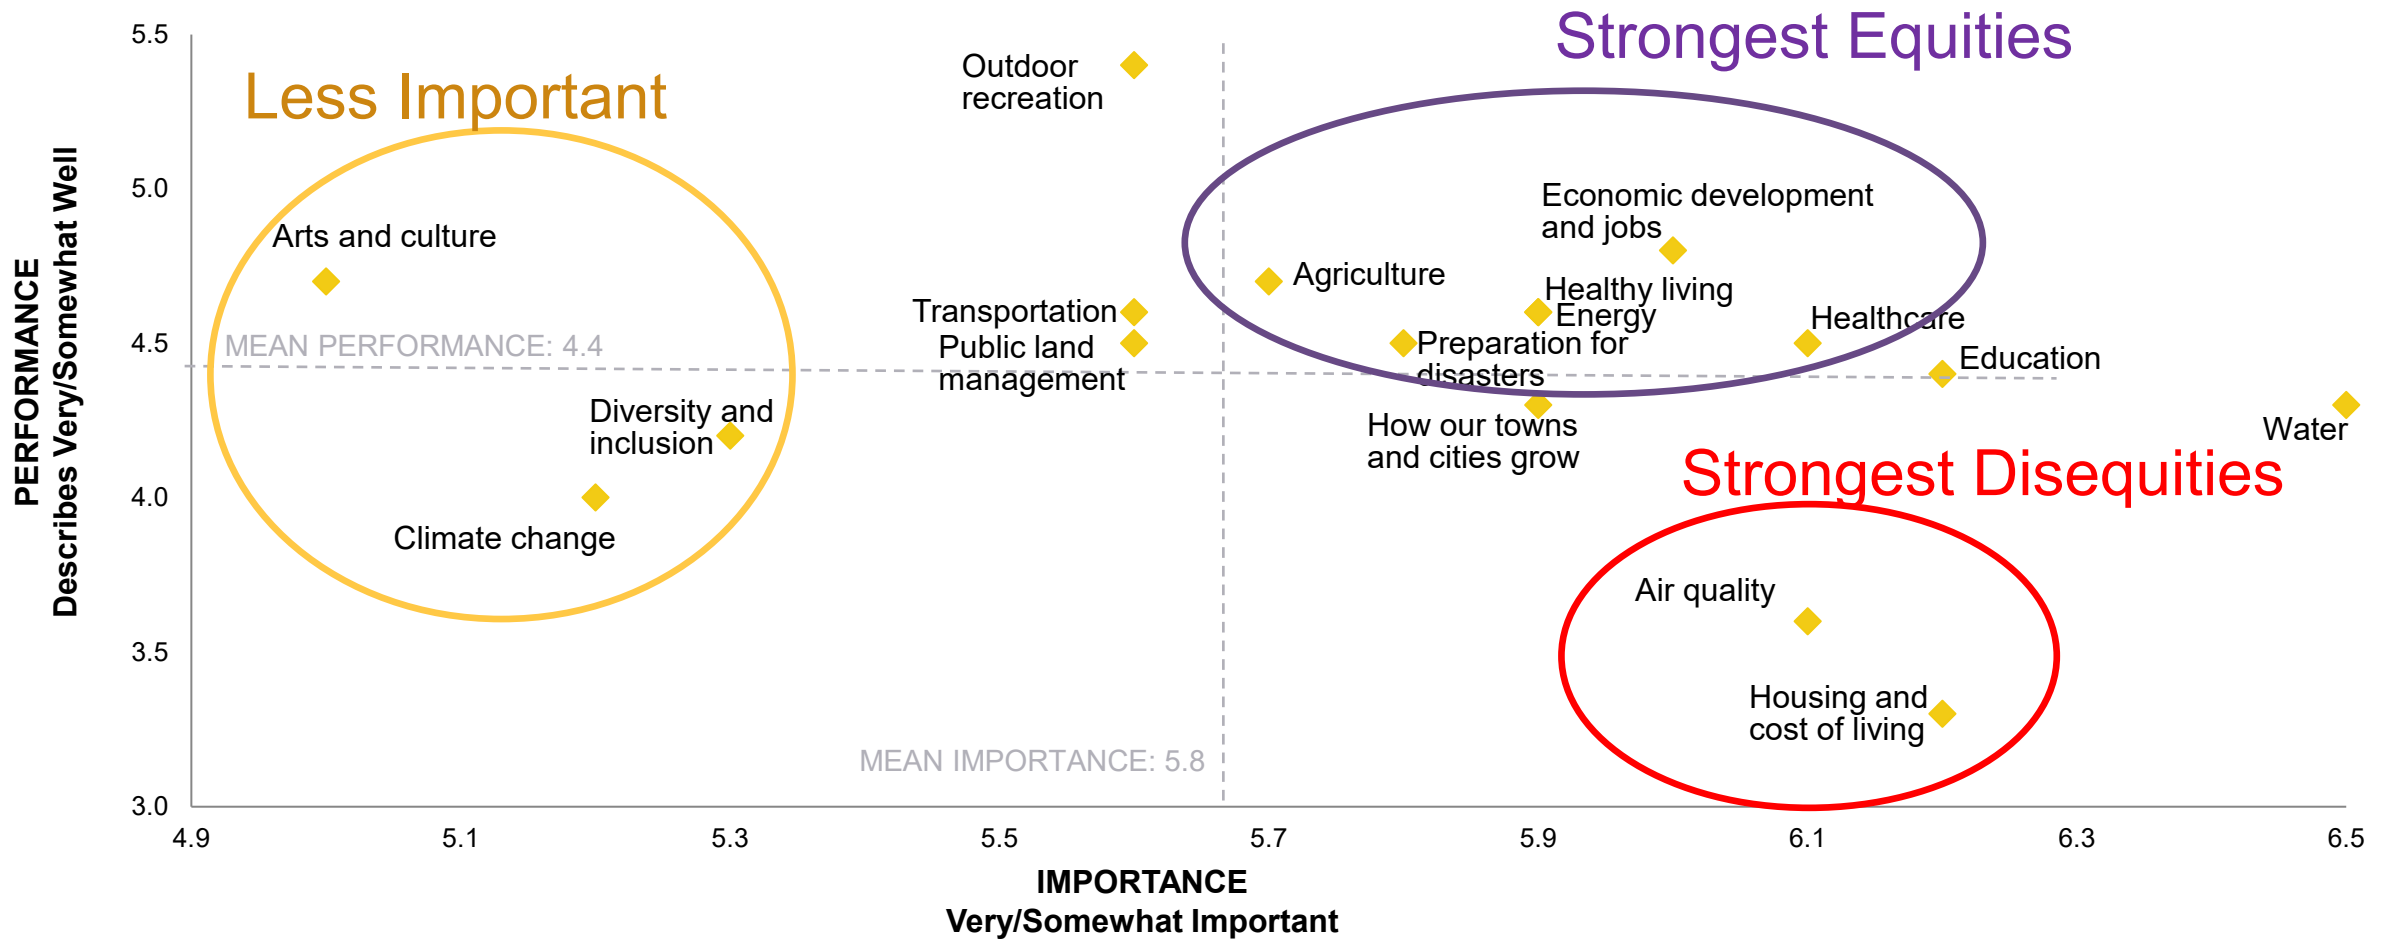 Strongest Equities
Less Important
5.5
5.0
4.5
4.0
3.5
3.0
PERFORMANCE
Describes Very/Somewhat Well
Outdoor
recreation
Economic development
and jobs
Arts and culture
Agriculture
Healthy living
Energy
Transportation
Healthcare
Preparation for
disasters
Public land
management
MEAN PERFORMANCE: 4.4
Education
Diversity and
inclusion
How our towns
and cities grow
Water
Strongest Disequities
Climate change
Air quality
Housing and
cost of living
MEAN IMPORTANCE: 5.8
4.9
5.1
5.3
5.5
5.7
5.9
6.1
6.3
6.5
IMPORTANCE
Very/Somewhat Important